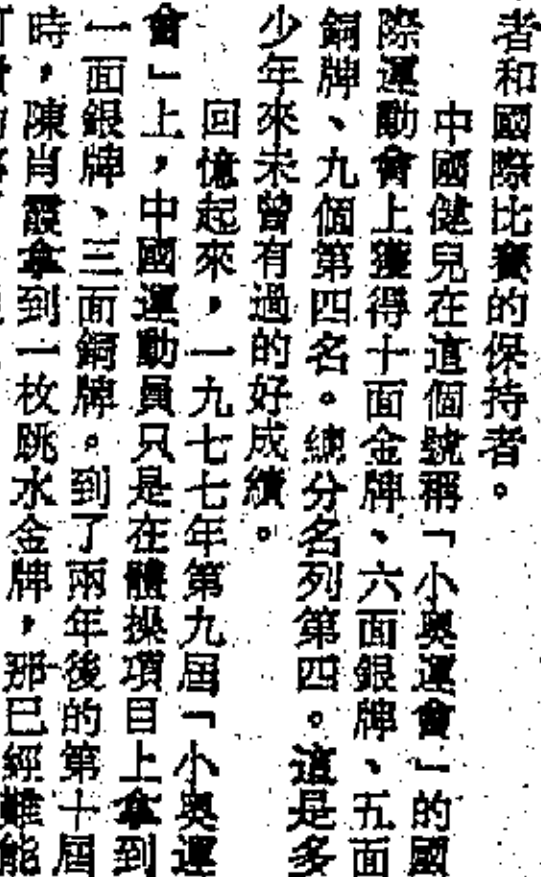 者和國際比賽的保持者。
中國健兒在這個號稱「小奧運會」的國
際運動會上獲得十面金牌、六面銀牌、五面
銅牌、九個第四名。總分名列第四。這是多
少年來未曾有過的好成績。
回憶起來，一九七七年第九屆「小奧運
會」上，中國運動員只是在體操項目上拿到
一面銀牌、三面銅牌。到了兩年後的第十屆
時，陳肖霞拿到一枚跳水金牌，那已經難能